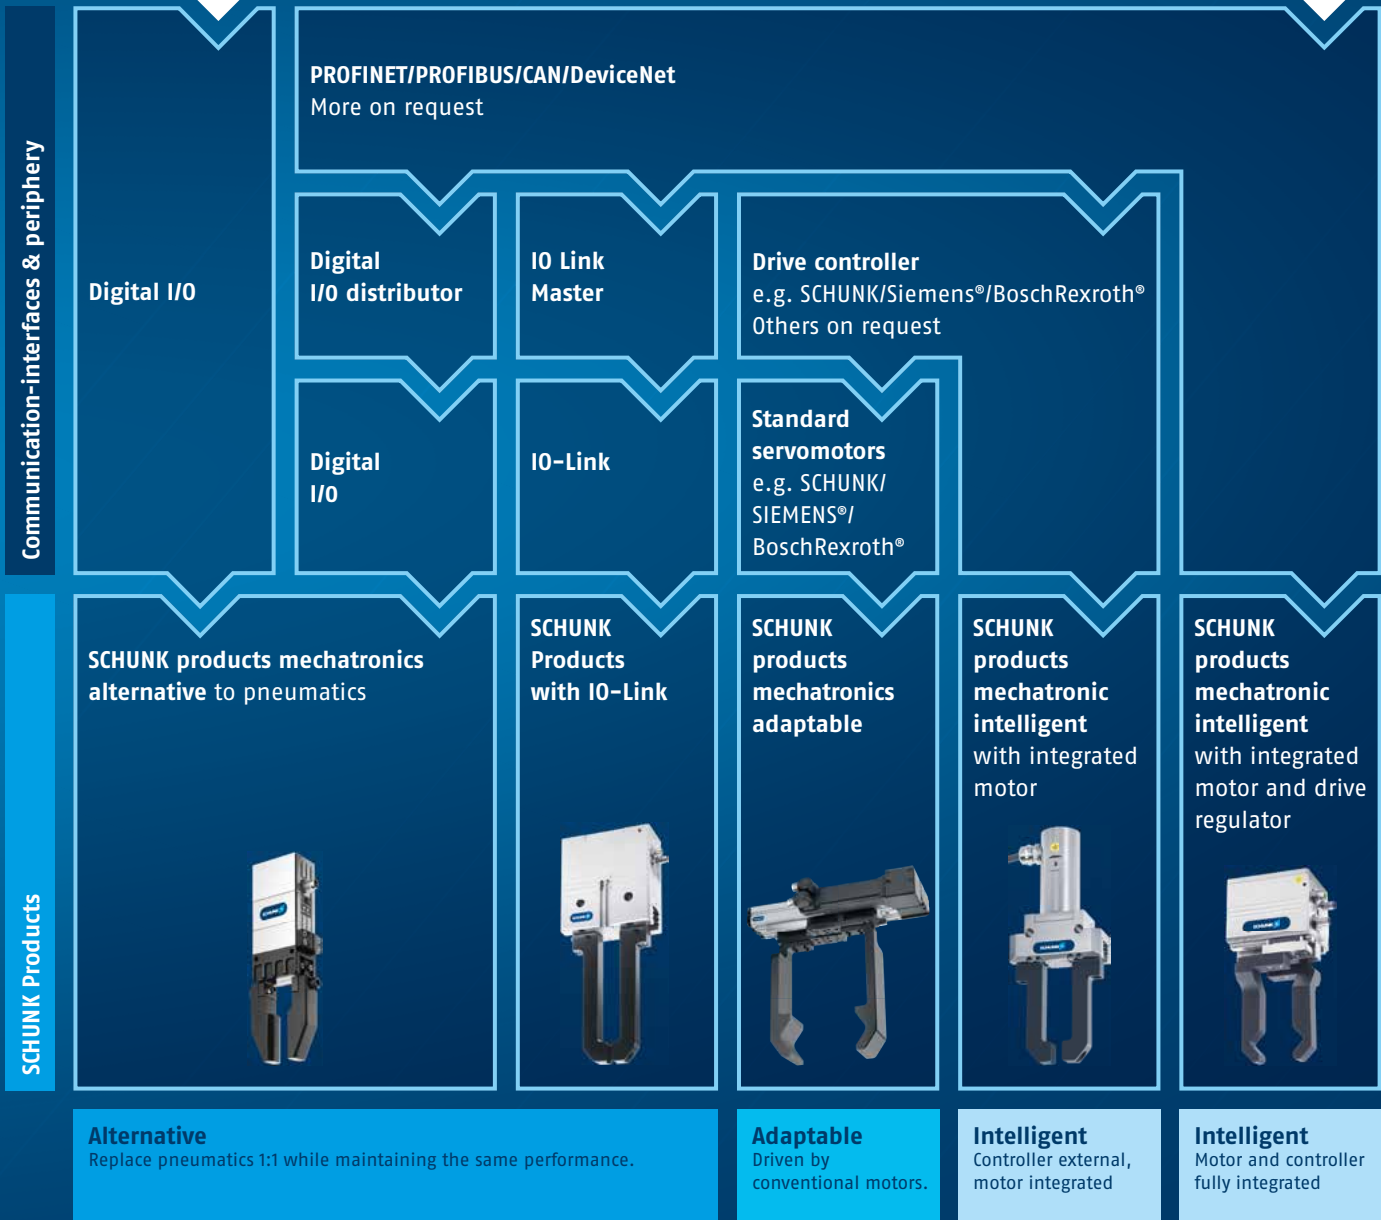 Communication-interfaces & periphery
PROFINET/PROFIBUS/CAN/DeviceNet
More on request
Digital I/O
Digital
I/O distributor
IO Link
Master
Drive controller
e.g. SCHUNK/Siemens®/BoschRexroth®
Others on request
Digital
I/O
IO-Link
Standard
servomotors
e.g. SCHUNK/
SIEMENS®/
BoschRexroth®
SCHUNK Products
SCHUNK products mechatronics
alternative to pneumatics
SCHUNK
Products
with IO-Link
SCHUNK
products
mechatronics
adaptable
SCHUNK
products
mechatronic
intelligent
with integrated
motor
SCHUNK
products
mechatronic
intelligent
with integrated
motor and drive
regulator
SCHUNK
SCHUNK
SCHUNK
SCHUNK
Alternative
Replace pneumatics 1:1 while maintaining the same performance.
Adaptable
Driven by
conventional motors.
Intelligent
Controller external,
motor integrated
Intelligent
Motor and controller
fully integrated